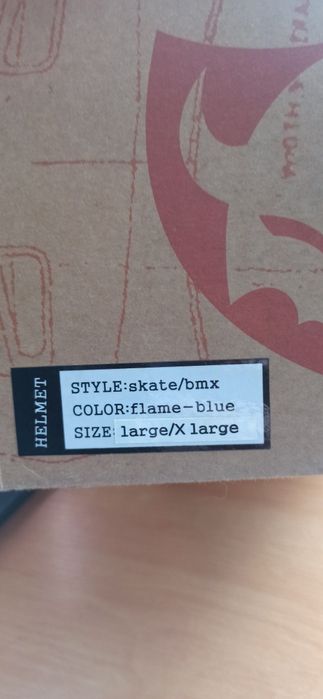 HELMET
STYLE:skate/bmx
COLOR:flame-blue
SIZE: large/X large